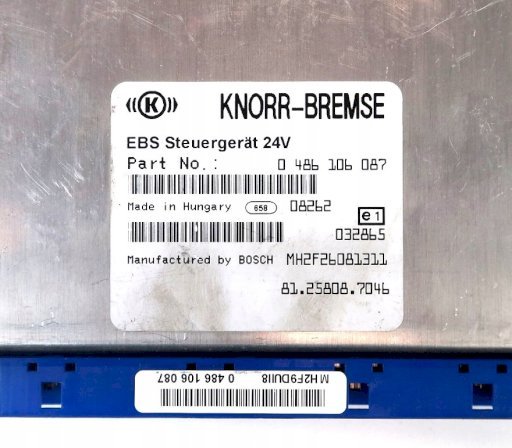 ((K)) KNORR-BREMSE
EBS Steuergerät 24V
Part No.: 0 486 106 087
Made in Hungary 658 08262
e1
032865
Manufactured by BOSCH MH2F26081311
81.25808.7046
MH2F9DUII8
0 486 106 087